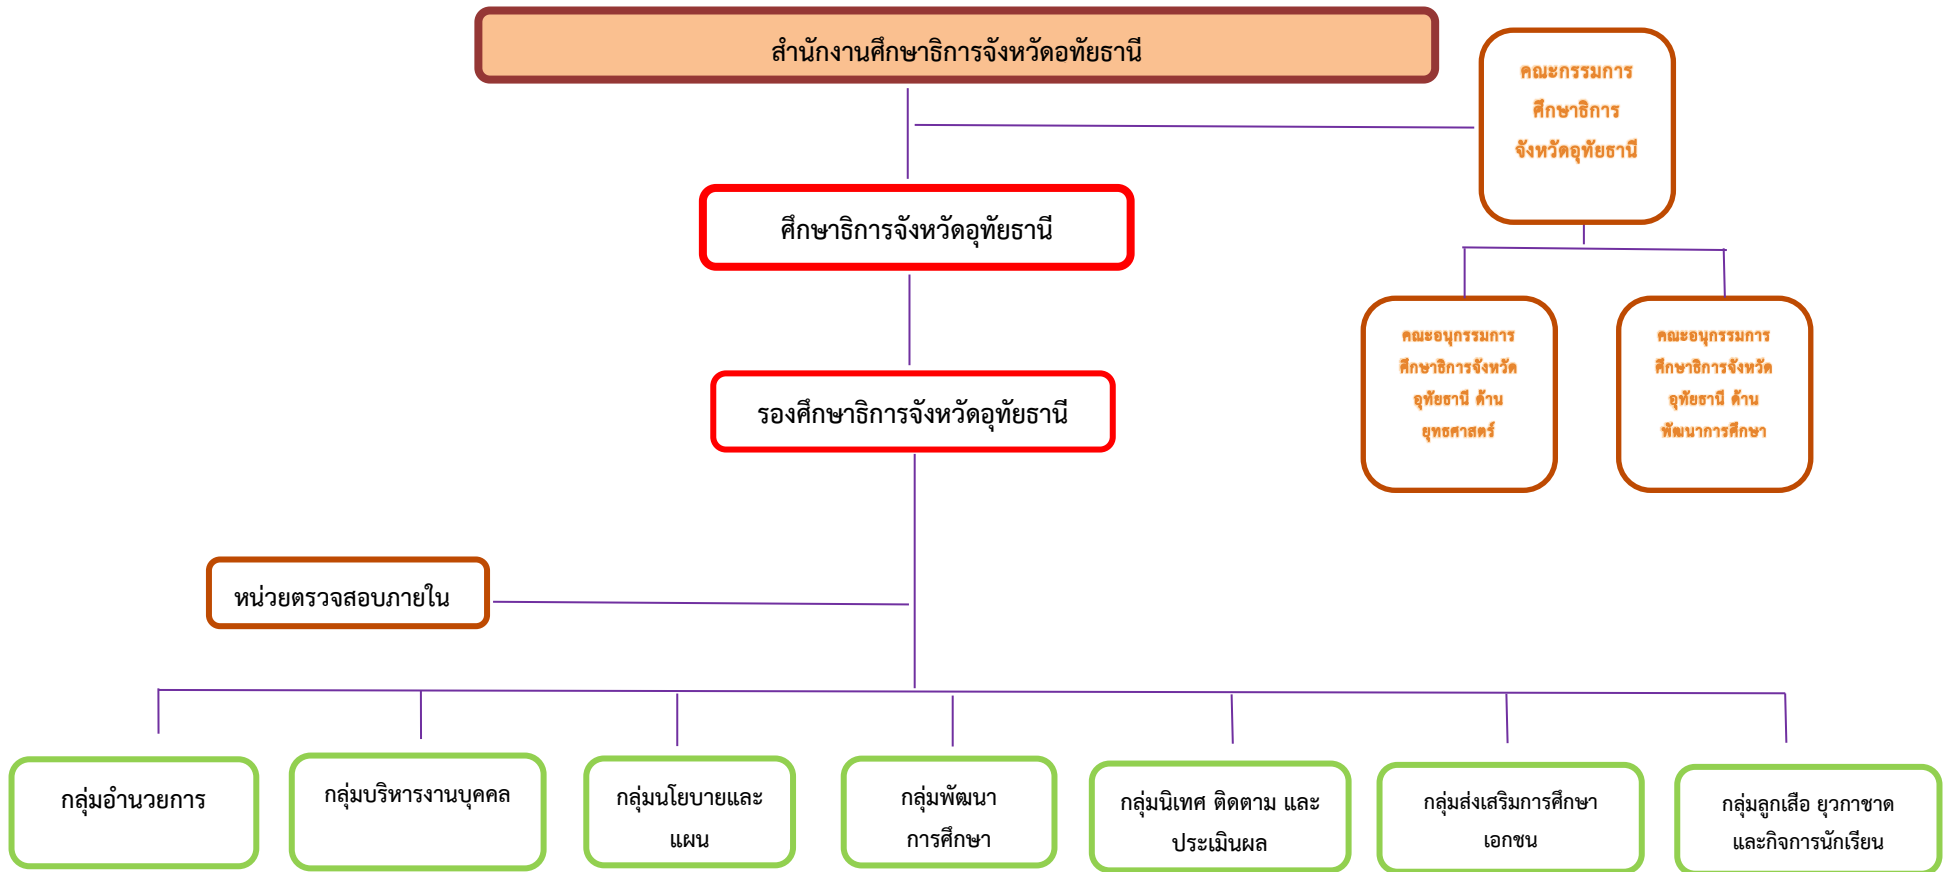 สำนักงานศึกษาธิการจังหวัดอทัยธานี
คณะกรรมการ
ศึกษาธิการ
จังหวัดอุทัยธานี
ศึกษาธิการจังหวัดอุทัยธานี
คณะอนุกรรมการ
ศึกษาธิการจังหวัด
อุทัยธานี ด้าน
ยุทธศาสตร์
คณะอนุกรรมการ
ศึกษาธิการจังหวัด
อุทัยธานี ด้าน
พัฒนาการศึกษา
รองศึกษาธิการจังหวัดอุทัยธานี
หน่วยตรวจสอบภายใน
กลุ่มอำนวยการ
กลุ่มบริหารงานบุคคล
กลุ่มนโยบายและ
แผน
กลุ่มพัฒนา
การศึกษา
กลุ่มนิเทศ ติดตาม และ
ประเมินผล
กลุ่มส่งเสริมการศึกษา
เอกชน
กลุ่มลูกเสือ ยุวกาชาด
และกิจการนักเรียน